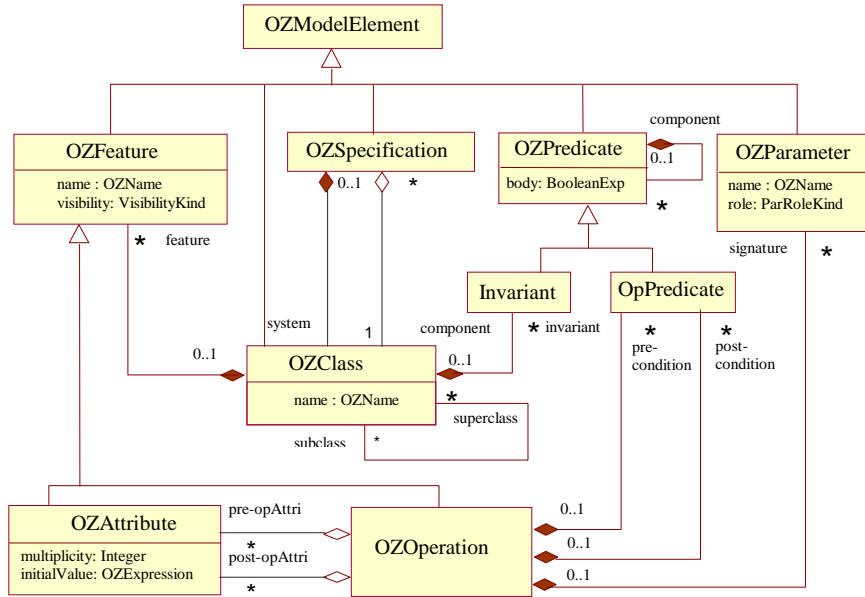 OZModelElement
component
OZFeature
OZSpecification
OZPredicate
OZParameter
0..1
*
0..1
name : OZName
visibility: VisibilityKind
body: BooleanExp
name : OZName
role: ParRoleKind
*
*
feature
signature
*
Invariant
OpPredicate
system
1
component
*
invariant
*
*
0..1
OZClass
0..1
pre-
condition
post-
condition
name : OZName
*
superclass
subclass
*
OZAttribute
pre-opAttri
0..1
*
multiplicity: Integer
initialValue: OZExpression
post-opAttri
OZOperation
0..1
*
0..1